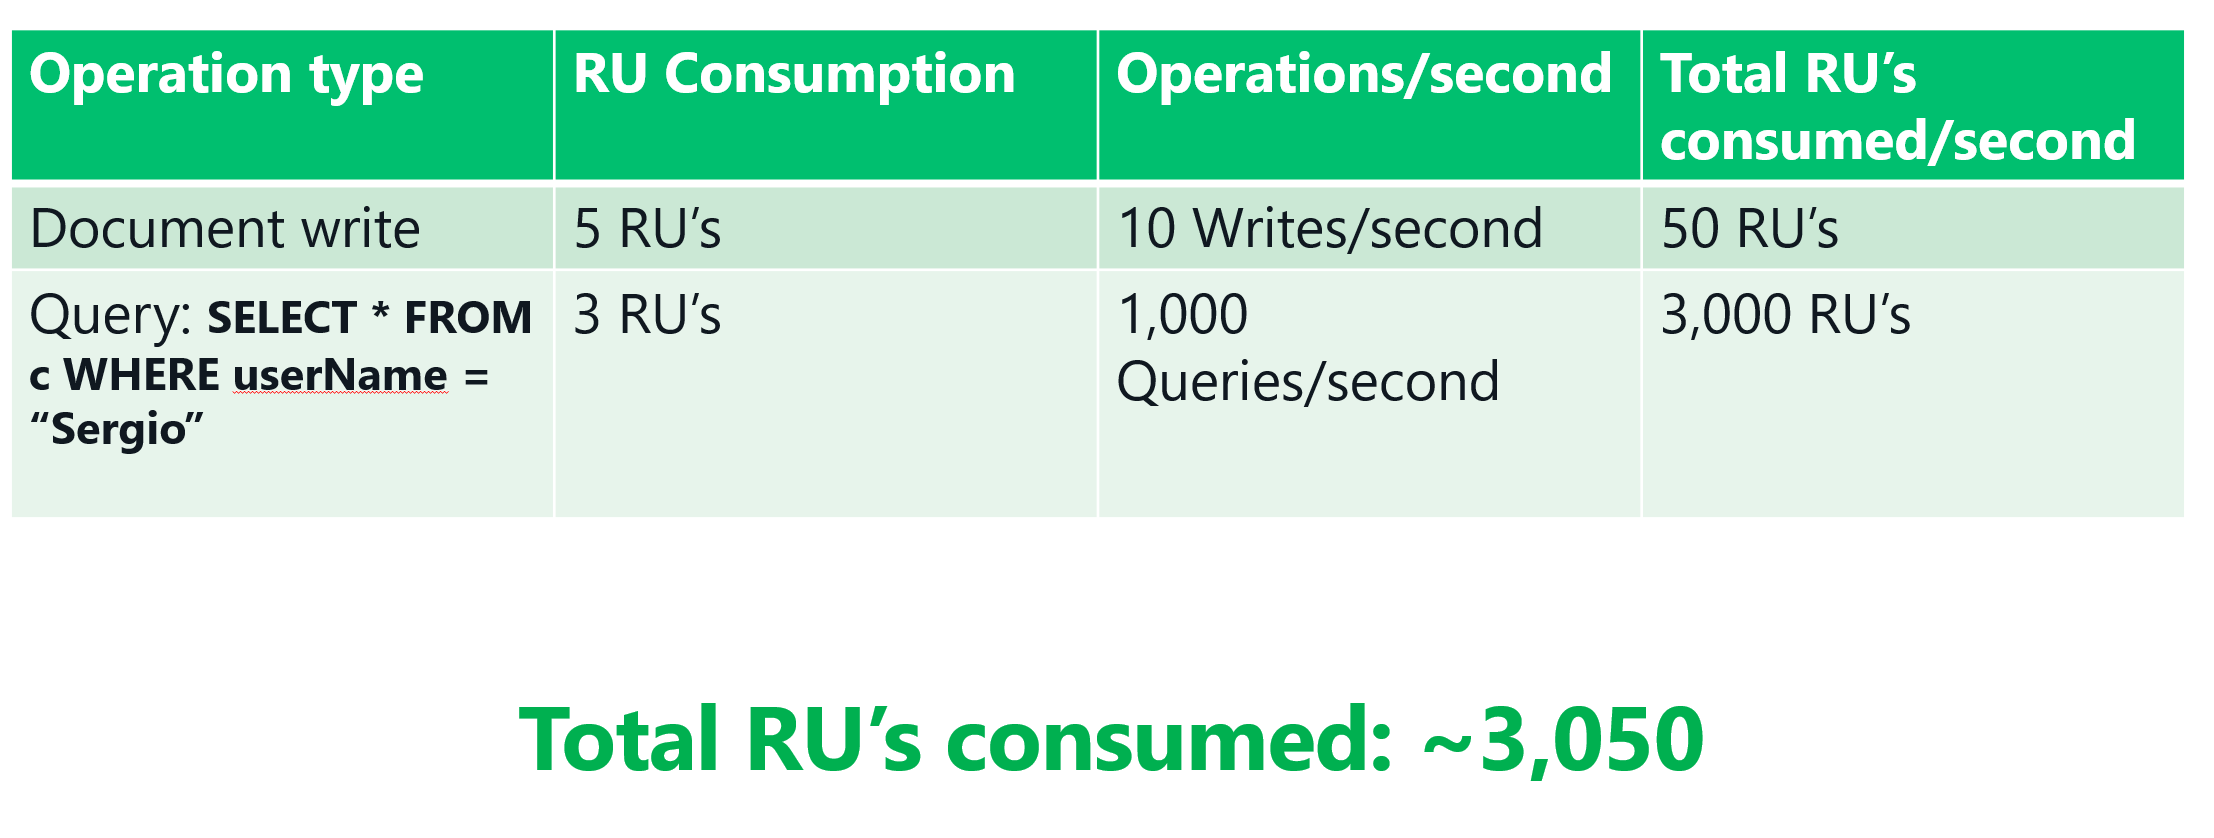 Operation type
RU Consumption
Operations/second
Total RU’s
consumed/second
Document write
5 RU’s
10 Writes/second
50 RU’s
Query: SELECT * FROM
c WHERE userName =
“Sergio”
3 RU’s
1,000
Queries/second
3,000 RU’s
Total RU’s consumed: ~3,050